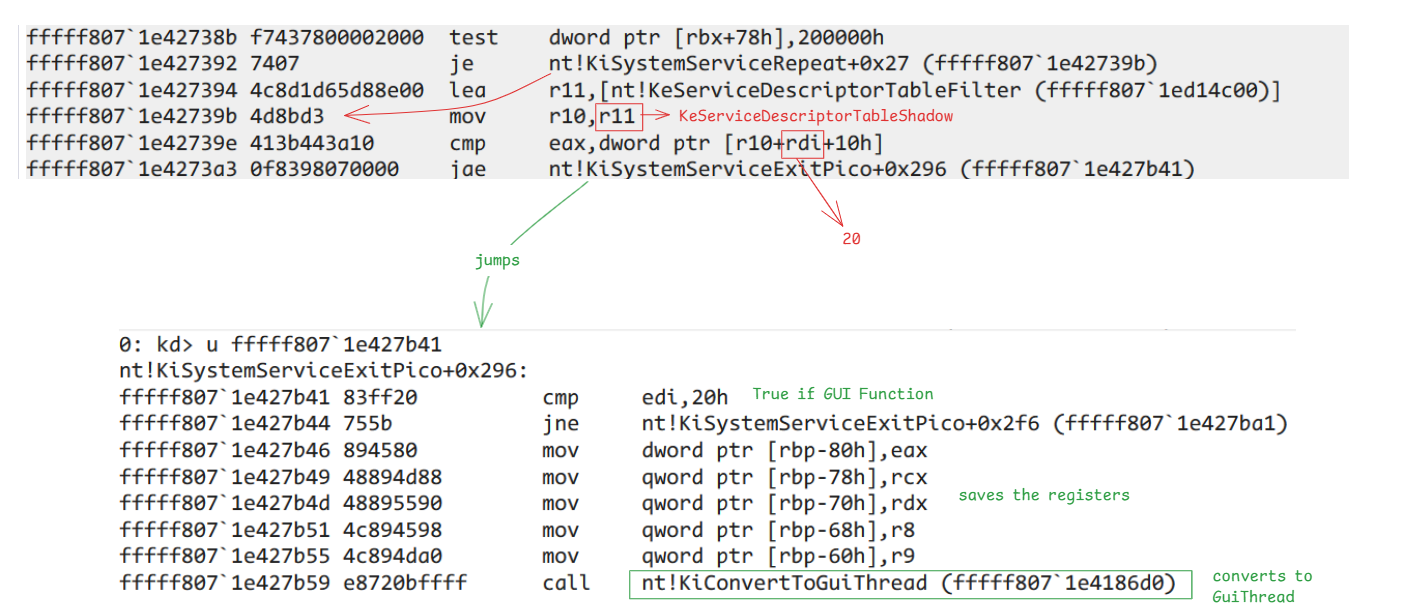 fffff807`1e42738b f7437800002000 test dword ptr [rbx+78h],200000h
fffff807`1e427392 7407 je nt!KiSystemServiceRepeat+0x27 (fffff807`1e42739b)
fffff807`1e427394 4c8d1d65d88e00 lea r11,[nt!KeServiceDescriptorTableFilter (fffff807`1ed14c00)]
fffff807`1e42739b 4d8bd3 mov r10,r11 KeServiceDescriptorTableShadow
fffff807`1e42739e 413b443a10 cmp eax,dword ptr [r10+rdi+10h]
fffff807`1e4273a3 0f8398070000 jae nt!KiSystemServiceExitPico+0x296 (fffff807`1e427b41)
20
jumps
0: kd> u fffff807`1e427b41
nt!KiSystemServiceExitPico+0x296:
fffff807`1e427b41 83ff20 cmp edi,20h True if GUI Function
fffff807`1e427b44 755b jne nt!KiSystemServiceExitPico+0x2f6 (fffff807`1e427ba1)
fffff807`1e427b46 894580 mov dword ptr [rbp-80h],eax
fffff807`1e427b49 48894d88 mov qword ptr [rbp-78h],rcx
fffff807`1e427b4d 48895590 mov qword ptr [rbp-70h],rdx saves the registers
fffff807`1e427b51 4c894598 mov qword ptr [rbp-68h],r8
fffff807`1e427b55 4c894da0 mov qword ptr [rbp-60h],r9
fffff807`1e427b59 e8720bffff call nt!KiConvertToGuiThread (fffff807`1e4186d0) converts to
GuiThread